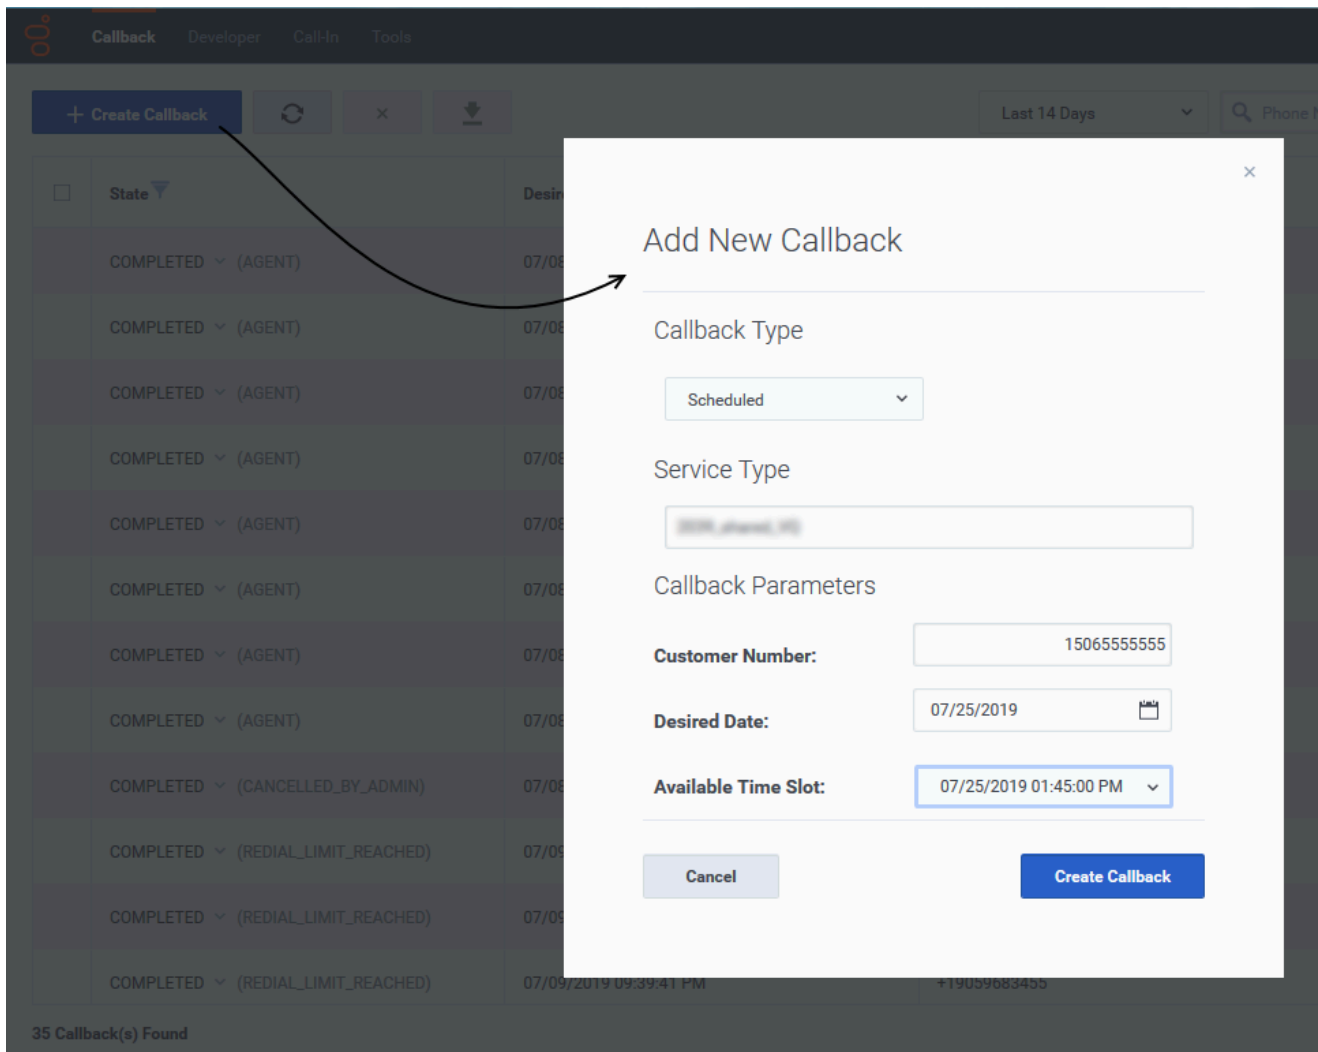 Callback Developer Call-In Tools
+ Create Callback
Last 14 Days
Phone
State
COMPLETED (AGENT) 07/08
COMPLETED (AGENT) 07/08
COMPLETED (AGENT) 07/08
COMPLETED (AGENT) 07/08
COMPLETED (AGENT) 07/08
COMPLETED (AGENT) 07/08
COMPLETED (AGENT) 07/08
COMPLETED (AGENT) 07/08
COMPLETED (CANCELLED_BY_ADMIN) 07/08
COMPLETED (REDIAL_LIMIT_REACHED) 07/09
COMPLETED (REDIAL_LIMIT_REACHED) 07/09
COMPLETED (REDIAL_LIMIT_REACHED) 07/09/2019 09:39:41 PM +19059683455
35 Callback(s) Found
Add New Callback
Callback Type
Scheduled
Service Type
Callback Parameters
Customer Number: 15065555555
Desired Date: 07/25/2019
Available Time Slot: 07/25/2019 01:45:00 PM
Cancel
Create Callback